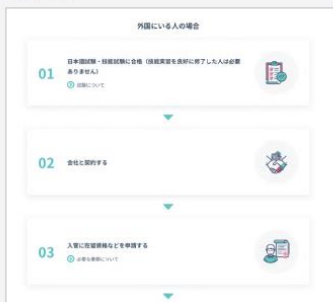 外国にいる人の場合
01
日本語試験・技能試験に合格（技能実習を良好に修了した人は必要
ありません）
試験について
02
会社と契約する
03
入管に在留資格などを申請する
必要な書類について